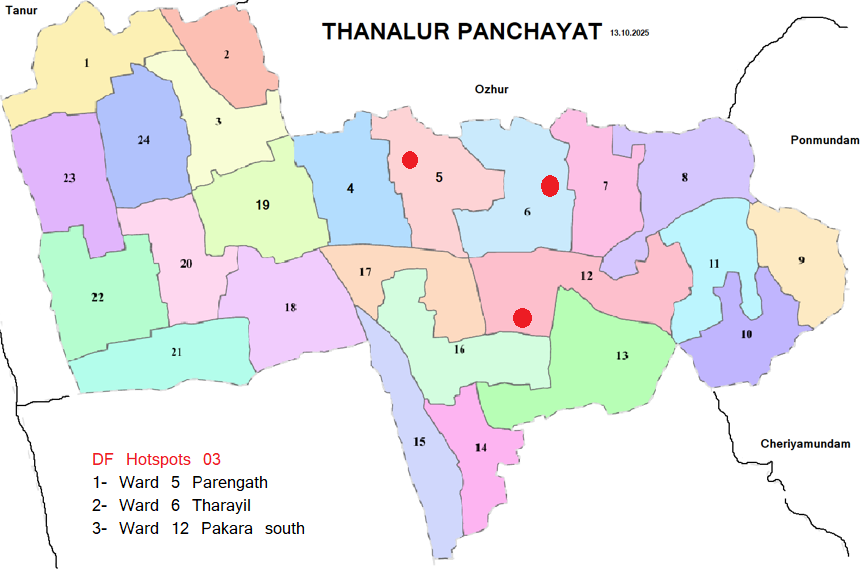 Tanur
THANALUR PANCHAYAT 13.10.2025
1
2
Ozhur
3
24
Ponmundam
23
4
5
7
8
19
6
20
17
12
11
9
22
18
10
21
16
13
15
14
Cheriyamundam
DF Hotspots 03
1- Ward 5 Parengath
2- Ward 6 Tharayil
3- Ward 12 Pakara south